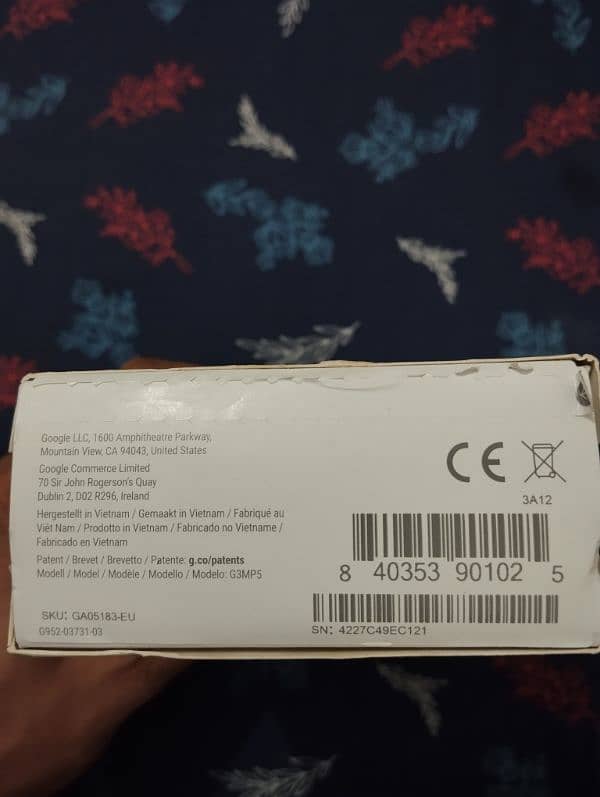 Google LLC, 1600 Amphitheatre Parkway,
Mountain View, CA 94043, United States
Google Commerce Limited
70 Sir John Rogerson's Quay
Dublin 2, D02 R296, Ireland
Hergestellt in Vietnam / Gemaakt in Vietnam / Fabriqué au
Viêt Nam / Prodotto in Vietnam / Fabricado no Vietname /
Fabricado en Vietnam
Patent / Brevet / Brevetto / Patente: g.co/patents
Modell / Model / Modèle / Modello / Modelo: G3MP5
SKU: GA05183-EU
G952-03731-03
CE
3A12
8 40353 90102 5
SN: 4227C49EC121